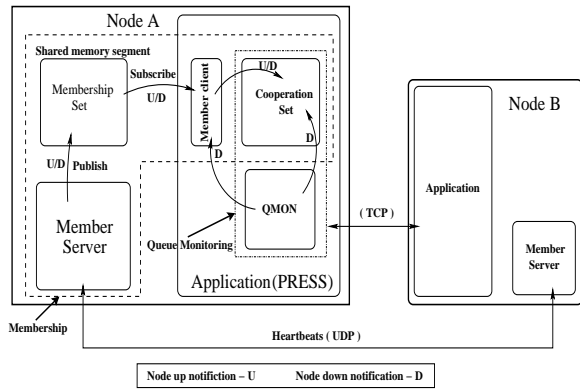 Node A
Shared memory segment
Membership
Set
Subscribe
U/D
Member client
U/D
Cooperation
Set
D
D
U/D
Publish
Member
Server
QMON
Queue Monitoring
Application(PRESS)
Membership
( TCP )
Node B
Application
Member
Server
Heartbeats ( UDP )
Node up notifiction – U
Node down notification – D